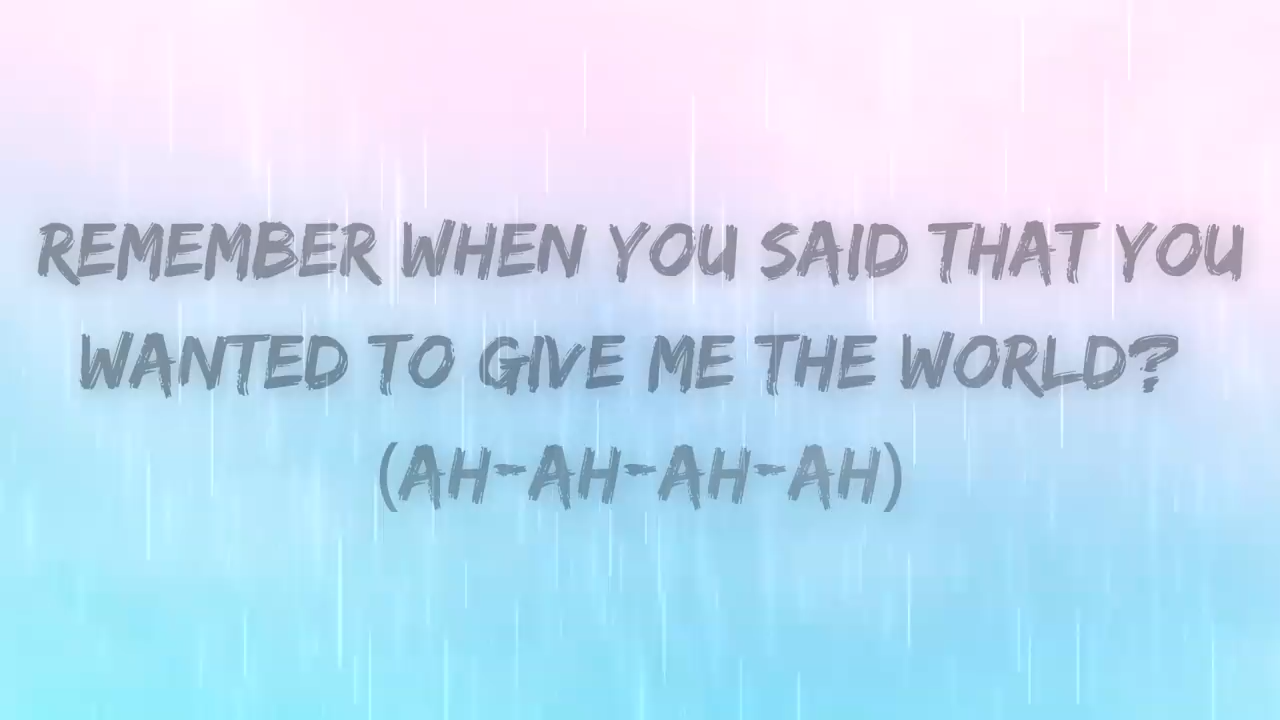 REMEMBER WHEN YOU SAID THAT YOU
WANTED TO GIVE ME THE WORLD?
(AH-AH-AH-AH)